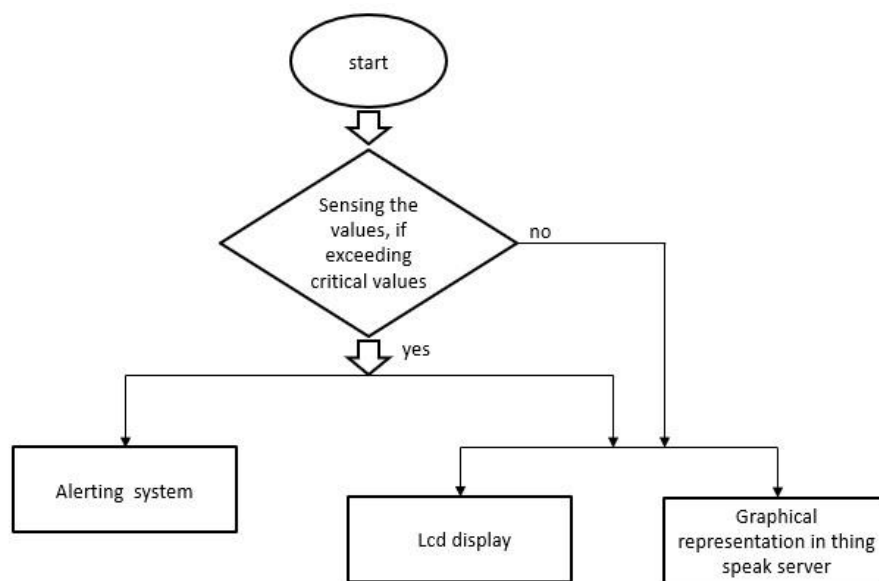 start
Sensing the
values, if
exceeding
critical values
no
yes
Alerting system
Lcd display
Graphical
representation in thing
speak server